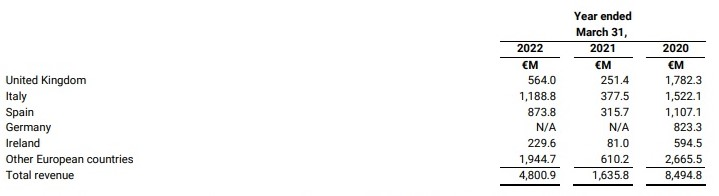 Year ended
March 31,
2022 2021 2020
€M €M €M
United Kingdom 564.0 251.4 1,782.3
Italy 1,188.8 377.5 1,522.1
Spain 873.8 315.7 1,107.1
Germany N/A N/A 823.3
Ireland 229.6 81.0 594.5
Other European countries 1,944.7 610.2 2,665.5
Total revenue 4,800.9 1,635.8 8,494.8